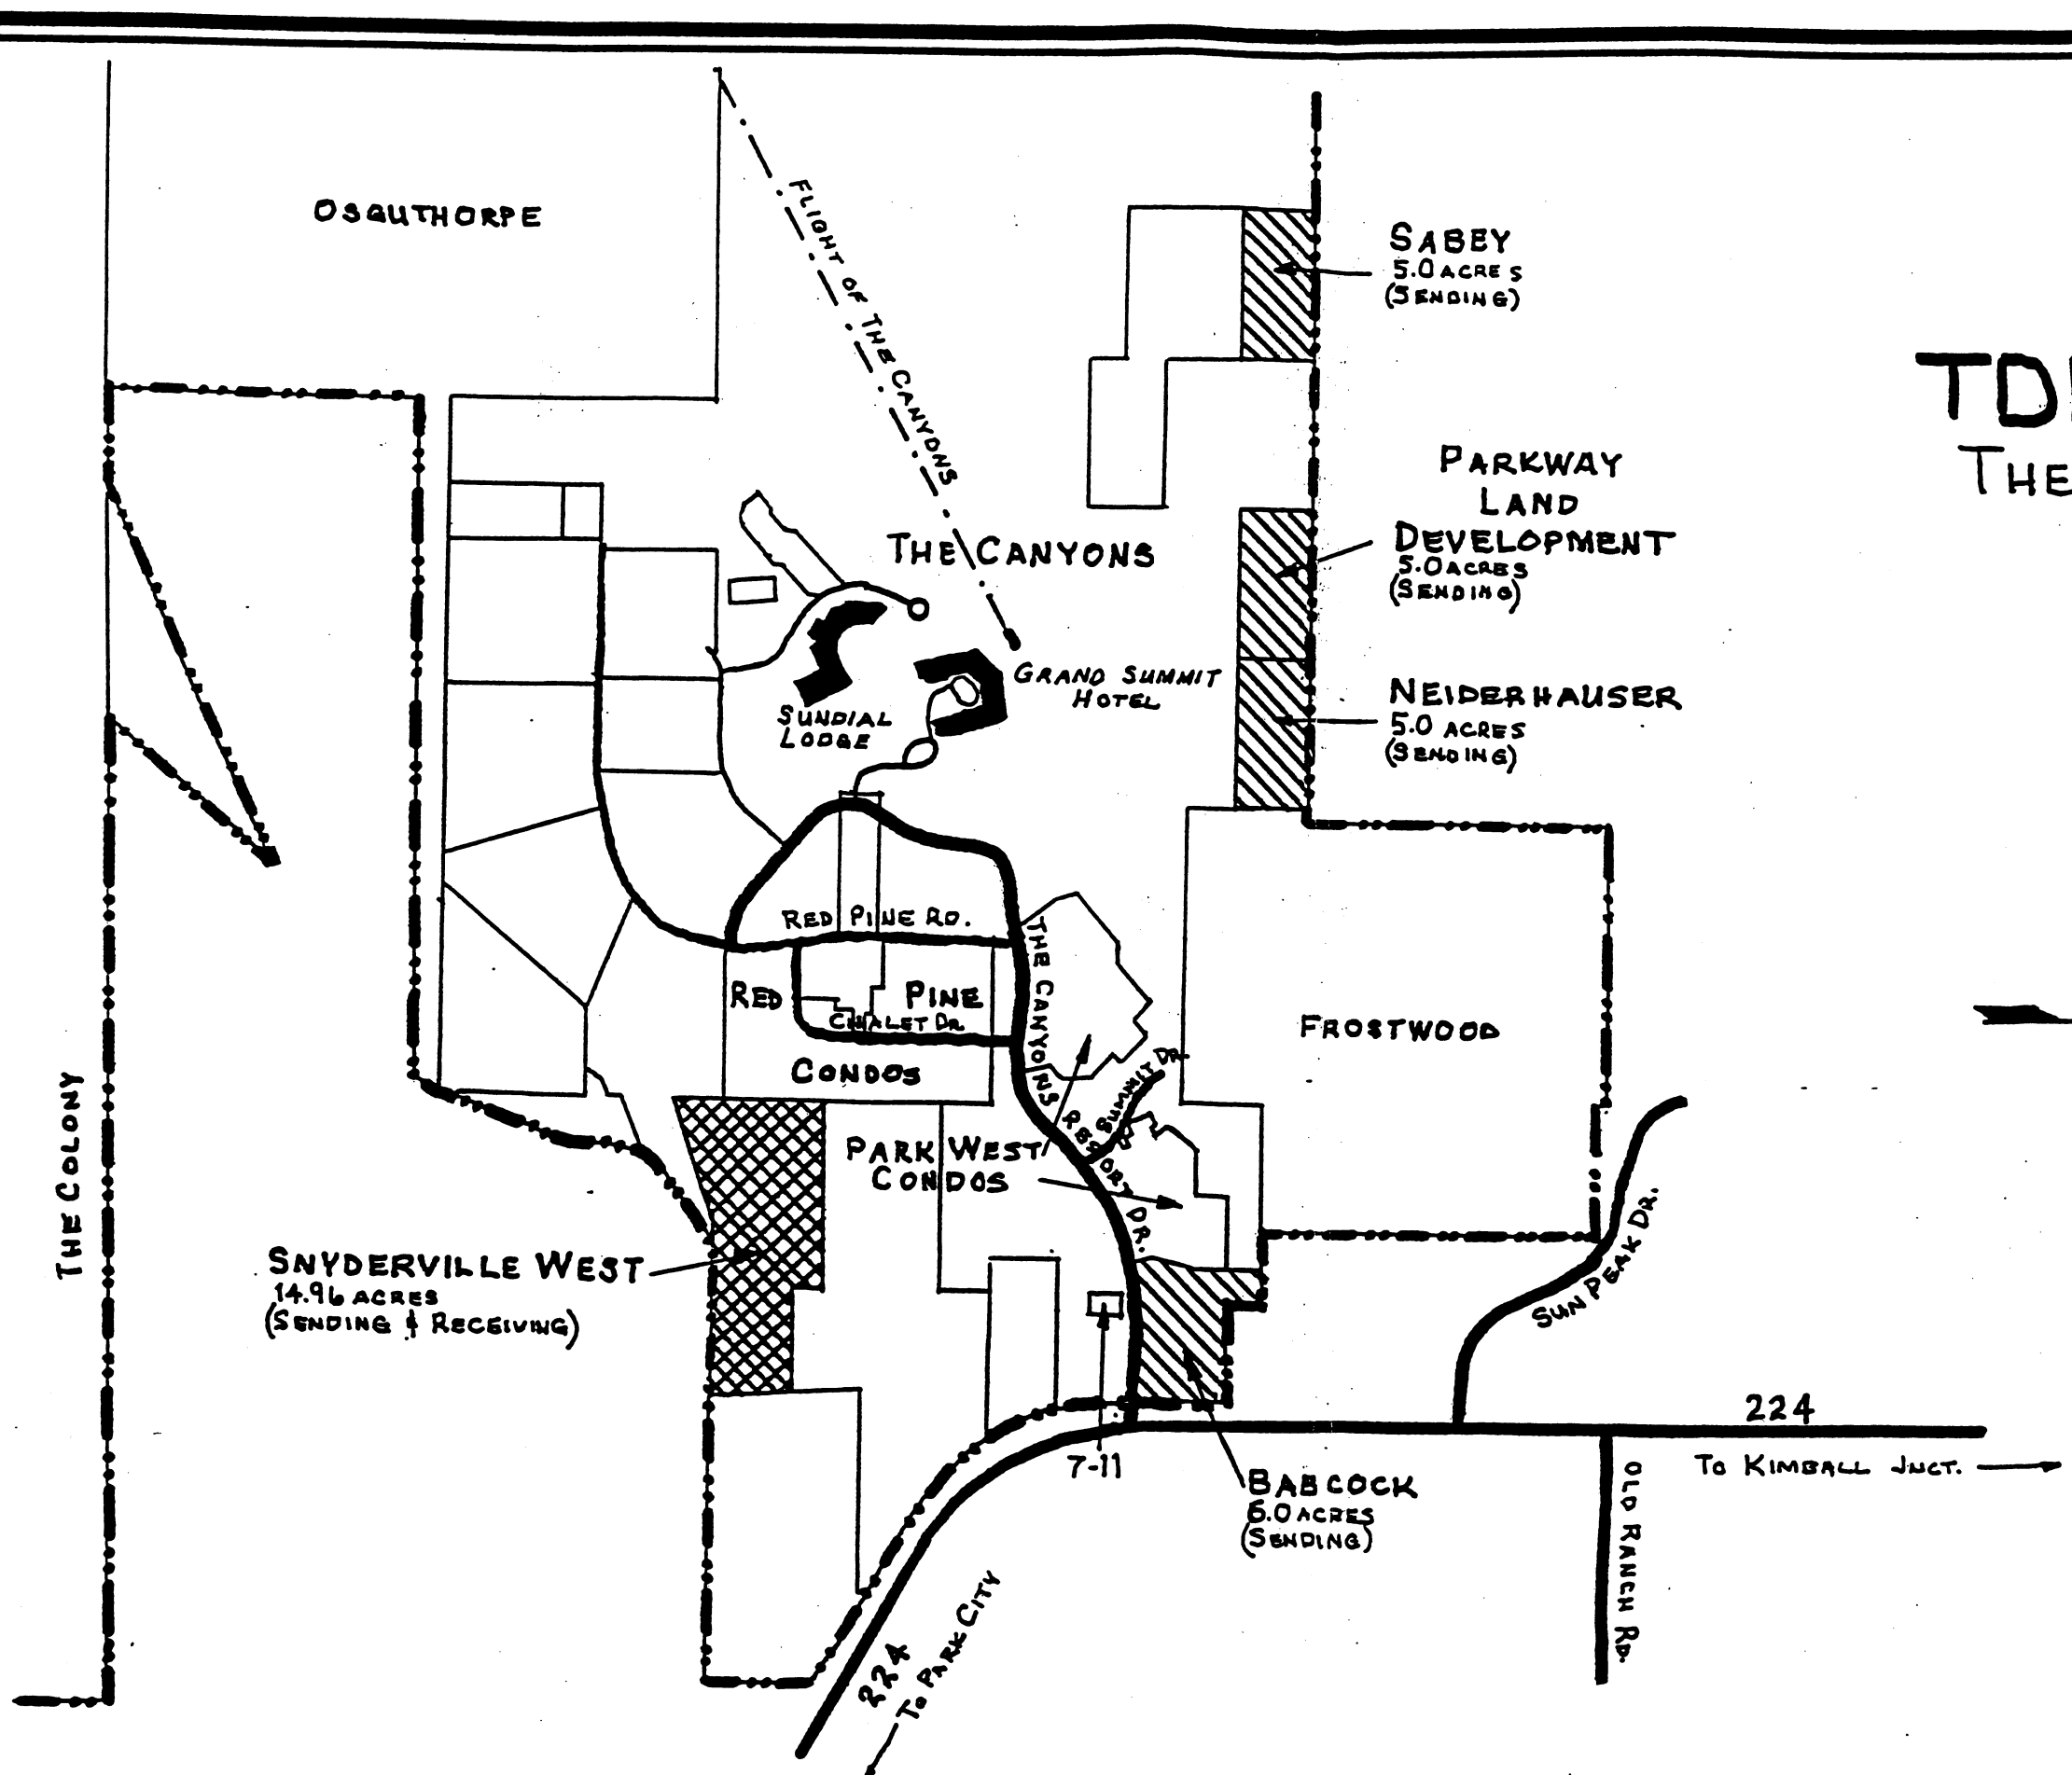 OSGUTHORPE
FLIGHT OF THE CANYONS
SABEY
5.0 ACRES
(SENDING)
TD
THE
PARKWAY
LAND
DEVELOPMENT
5.0 ACRES
(SENDING)
THE CANYONS
GRAND SUMMIT
HOTEL
SUNDIAL
LODGE
NEIDERHAUSER
5.0 ACRES
(SENDING)
RED PINE RD.
THE CANYONS RESORT DR.
RED PINE
CHALET DR.
CONDOS
FROSTWOOD
SUMMIT DR.
THE COLONY
PARK WEST
CONDOS
SNYDERVILLE WEST
14.96 ACRES
(SENDING & RECEIVING)
SUN PEAK DR.
224
TO KIMBALL JNCT.
7-11
BABCOCK
6.0 ACRES
(SENDING)
OLD RANCH RD.
224
TO PARK CITY